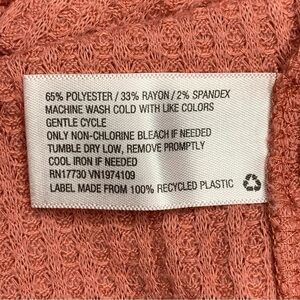 65% POLYESTER / 33% RAYON / 2% SPANDEX
MACHINE WASH COLD WITH LIKE COLORS
GENTLE CYCLE
ONLY NON-CHLORINE BLEACH IF NEEDED
TUMBLE DRY LOW, REMOVE PROMPTLY
COOL IRON IF NEEDED
RN17730 VN1974109
LABEL MADE FROM 100% RECYCLED PLASTIC